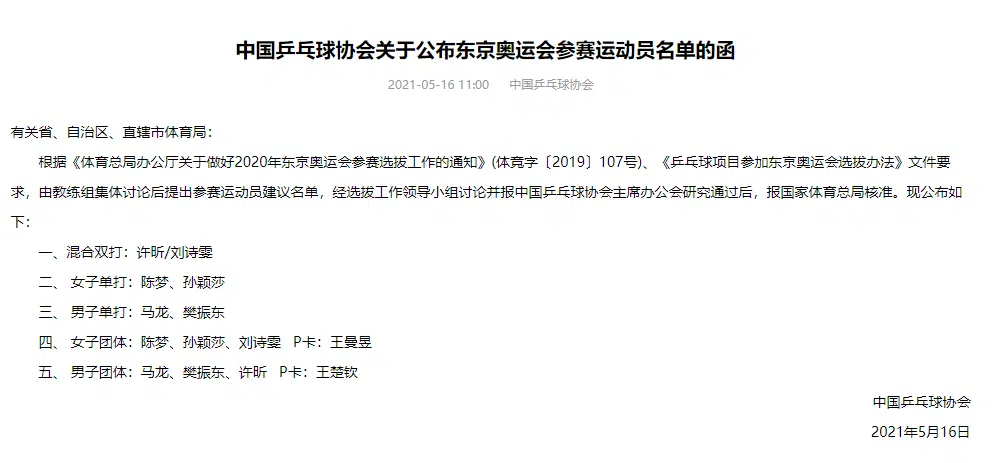 中国乒乓球协会关于公布东京奥运会参赛运动员名单的函
2021-05-16 11:00 中国乒乓球协会
有关省、自治区、直辖市体育局：
根据《体育总局办公厅关于做好2020年东京奥运会参赛选拔工作的通知》(体竞字〔2019〕107号)、《乒乓球项目参加东京奥运会选拔办法》文件要
求，由教练组集体讨论后提出参赛运动员建议名单，经选拔工作领导小组讨论并报中国乒乓球协会主席办公会研究通过后，报国家体育总局核准。现公布如
下：
一、混合双打：许昕/刘诗雯
二、 女子单打：陈梦、孙颖莎
三、 男子单打：马龙、樊振东
四、 女子团体：陈梦、孙颖莎、刘诗雯 P卡：王曼昱
五、 男子团体：马龙、樊振东、许昕 P卡：王楚钦
中国乒乓球协会
2021年5月16日